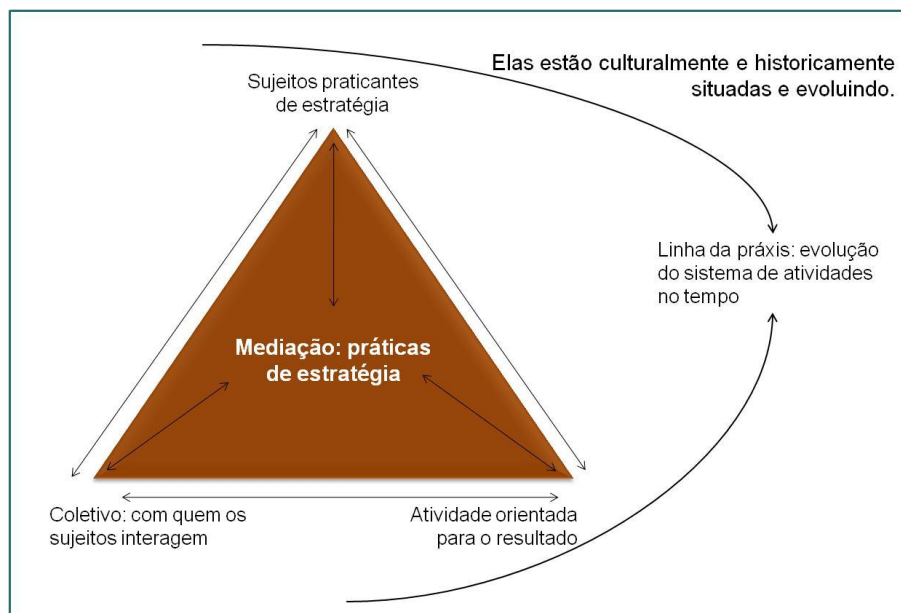 Elas estão culturalmente e historicamente
situadas e evoluindo.
Sujeitos praticantes
de estratégia
Linha da práxis: evolução
do sistema de atividades
no tempo
Mediação: práticas
de estratégia
Coletivo: com quem os
sujeitos interagem
Atividade orientada
para o resultado